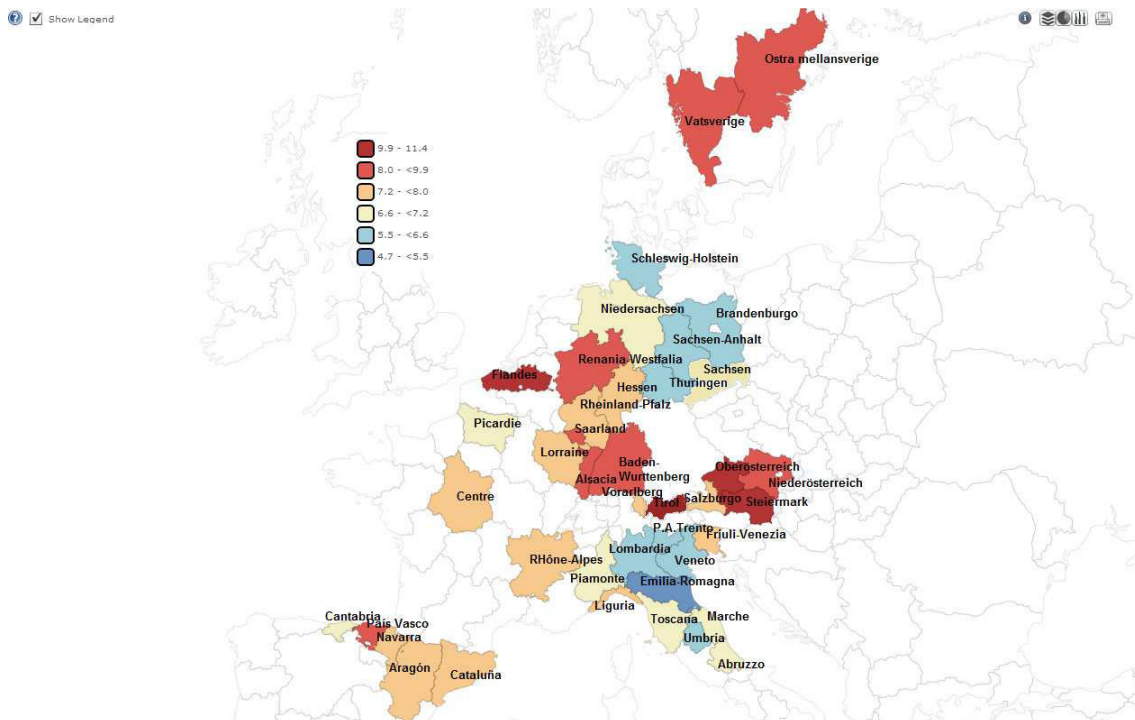 Show Legend
Ostra mellansverige
Vatsverige
9.9 - 11.4
8.0 - <9.9
7.2 - <8.0
6.6 - <7.2
5.5 - <6.6
4.7 - <5.5
Schleswig-Holstein
Niedersachsen
Brandenburgo
Sachsen-Anhalt
Renania-Westfalia
Sachsen
Flandes
Hessen
Thuringen
Rheinland-Pfalz
Picardie
Saarland
Lorraine
Baden-
Wurttenberg
Oberösterreich
Alsacia
Niederösterreich
Vorarlberg
Centre
Tirol
Salzburgo
Steiermark
P.A.Trento
Friuli-Venezia
Lombardia
RHône-Alpes
Veneto
Piamonte
Emilia-Romagna
Liguria
Cantabria
Toscana
Marche
País Vasco
Navarra
Umbria
Aragón
Cataluña
Abruzzo